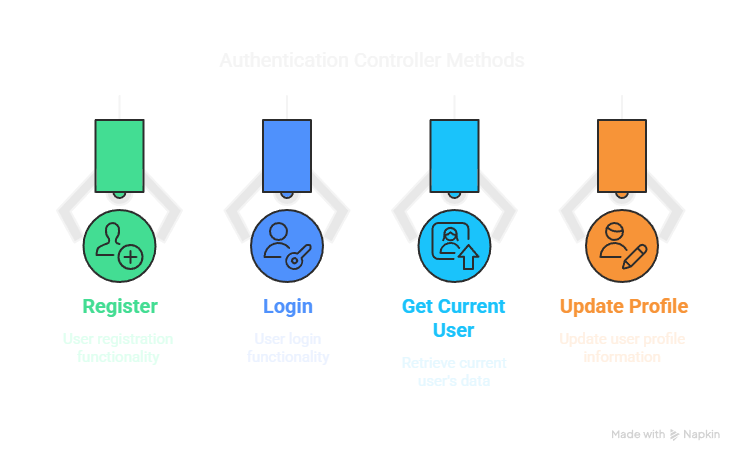 Authentication Controller Methods
Register
Login
Get Current
User
Update Profile
User registration
functionality
User login
functionality
Retrieve current
user's data
Update user profile
information
Made with Napkin